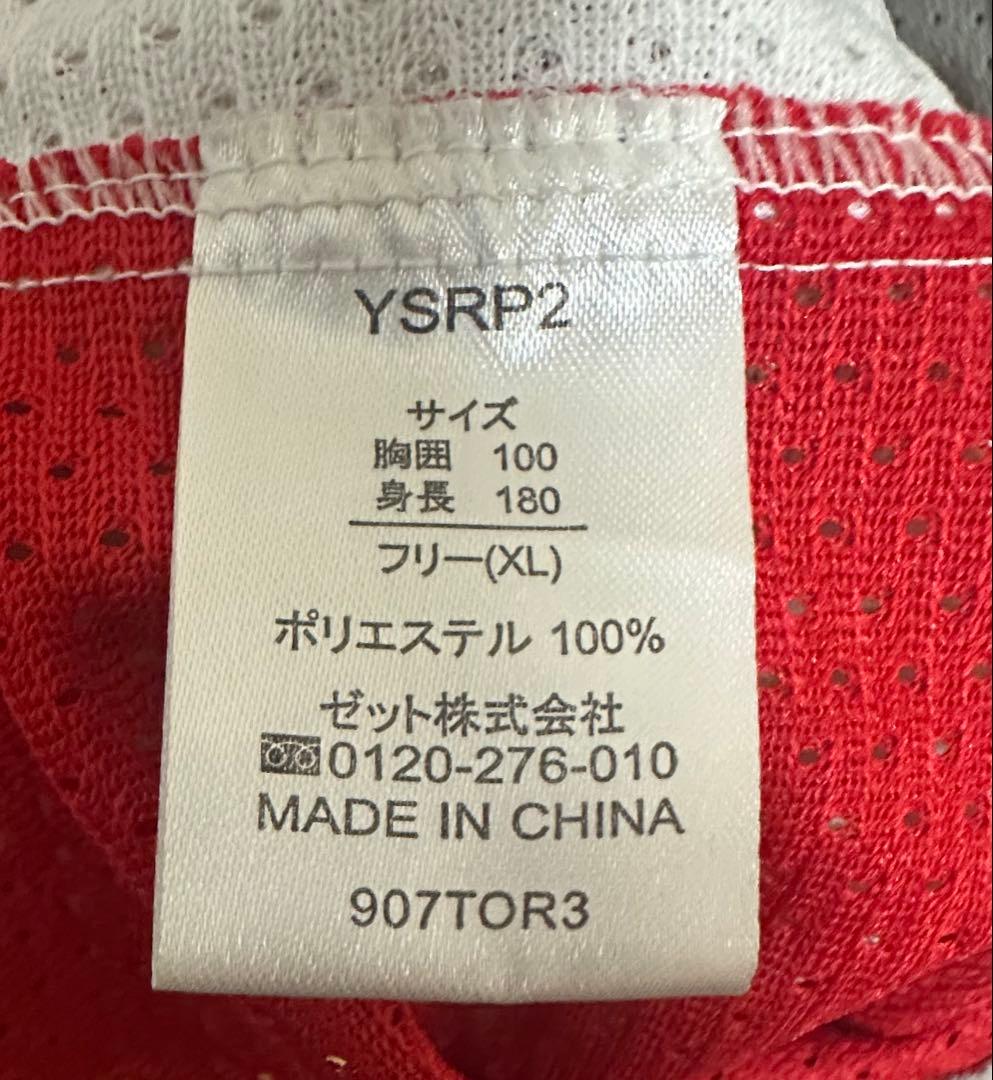 YSRP2
サイズ
胸囲 100
身長 180
フリー(XL)
ポリエステル 100%
ゼット株式会社
0120-276-010
MADE IN CHINA
907TOR3